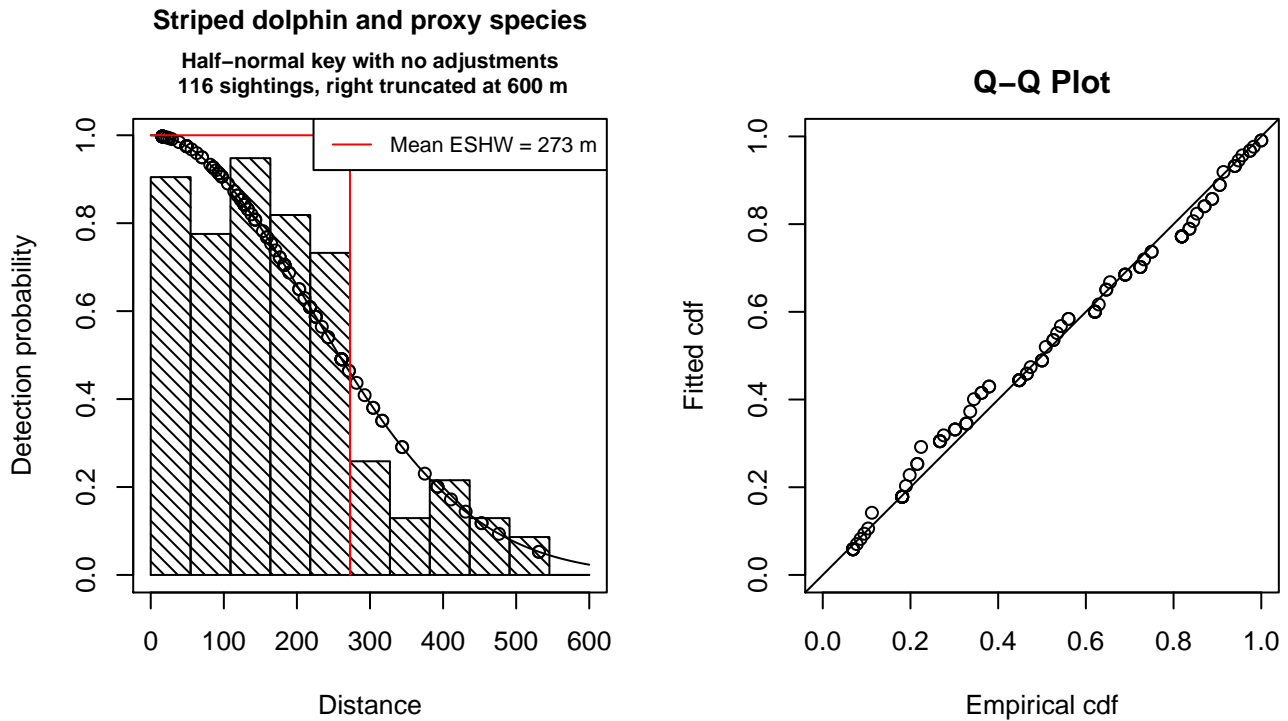 Striped dolphin and proxy species
Half−normal key with no adjustments
116 sightings, right truncated at 600 m
Mean ESHW = 273 m
Detection probability
1.0
0.8
0.6
0.4
0.2
0.0
0 100 200 300 400 500 600
Distance
Q−Q Plot
Fitted cdf
1.0
0.8
0.6
0.4
0.2
0.0
0.0 0.2 0.4 0.6 0.8 1.0
Empirical cdf